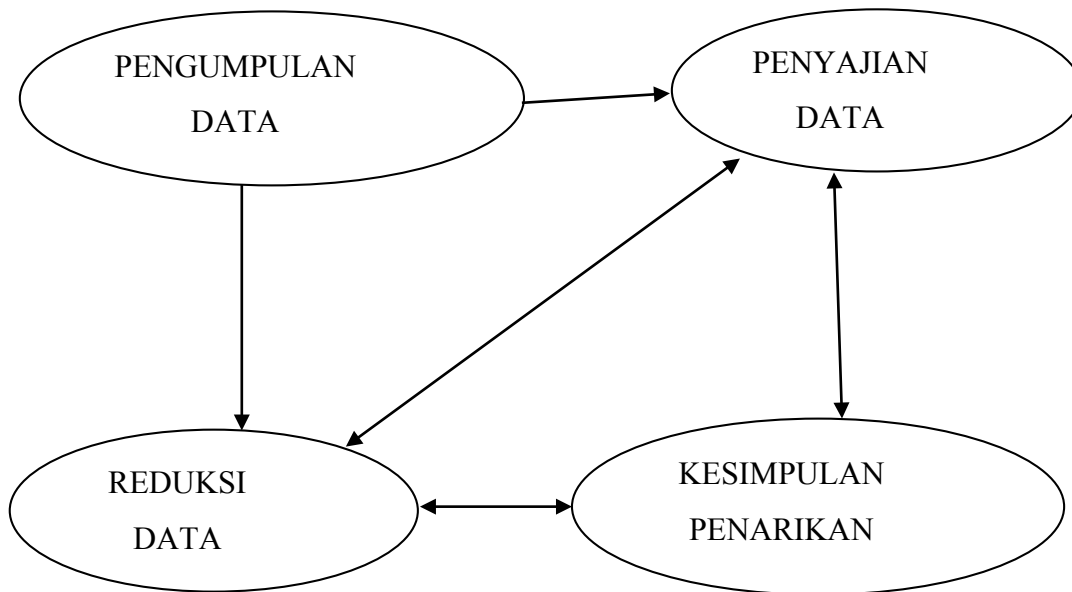 PENGUMPULAN
DATA
PENYAJIAN
DATA
REDUKSI
DATA
KESIMPULAN
PENARIKAN